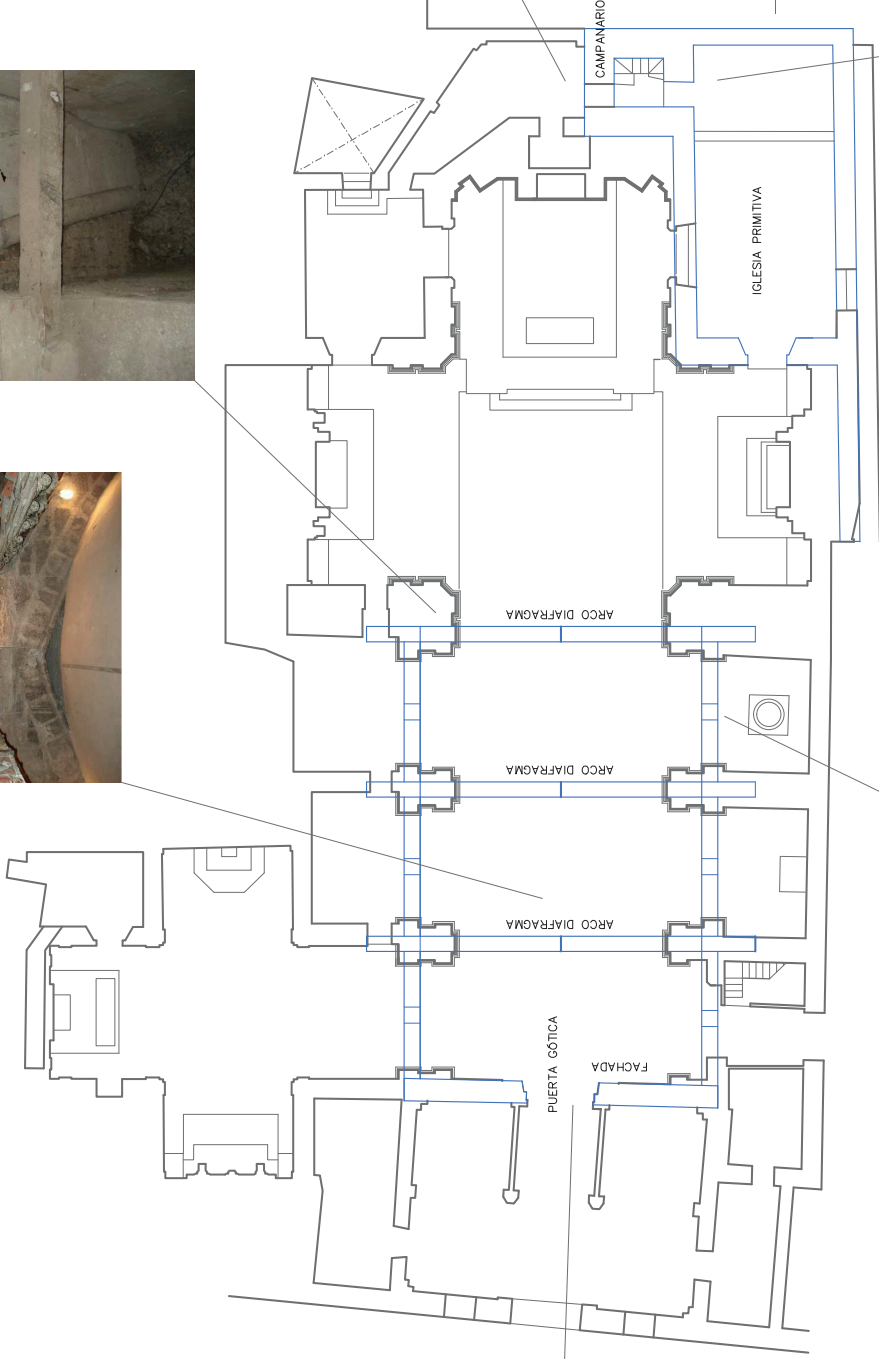 CAMPANARIO
IGLESIA PRIMITIVA
ARCO DIAFRAGMA
ARCO DIAFRAGMA
ARCO DIAFRAGMA
PUERTA GÓTICA
FACHADA